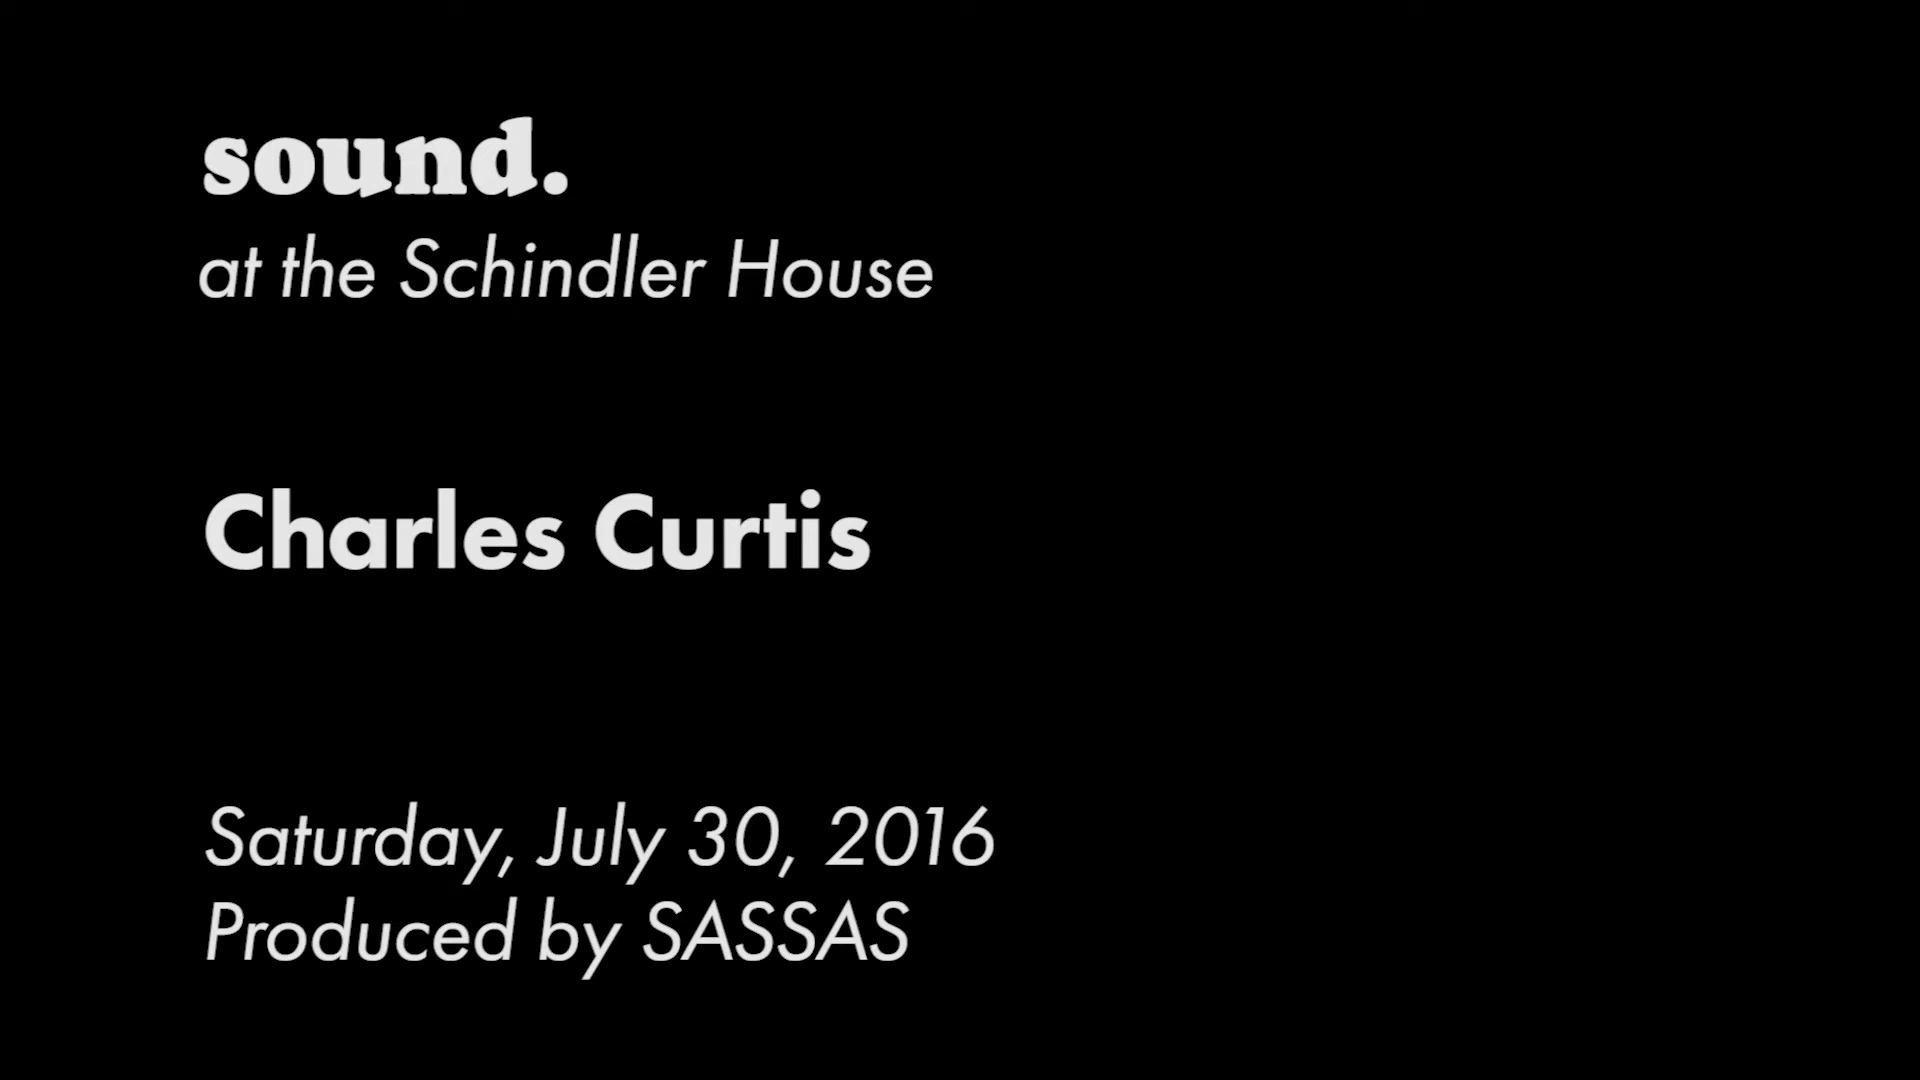 sound.
at the Schindler House
Charles Curtis
Saturday, July 30, 2016
Produced by SASSAS